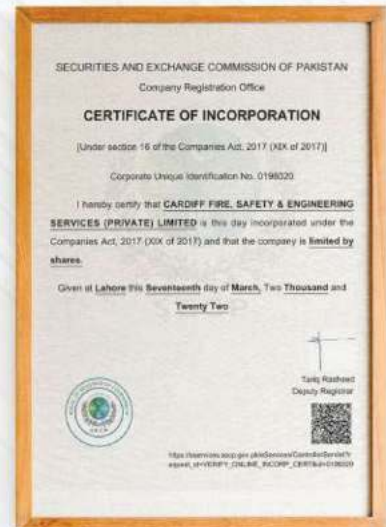 SECURITIES AND EXCHANGE COMMISSION OF PAKISTAN
Company Registration Office
CERTIFICATE OF INCORPORATION
[Under section 16 of the Companies Act, 2017 (XIX of 2017)]
Corporate Unique Identification No. 0198020
I hereby certify that CARDIFF FIRE, SAFETY & ENGINEERING
SERVICES (PRIVATE) LIMITED is this day incorporated under the
Companies Act, 2017 (XIX of 2017) and that the company is limited by
shares.
Given at Lahore this Seventeenth day of March, Two Thousand and
Twenty Two
Tariq Rasheed
Deputy Registrar